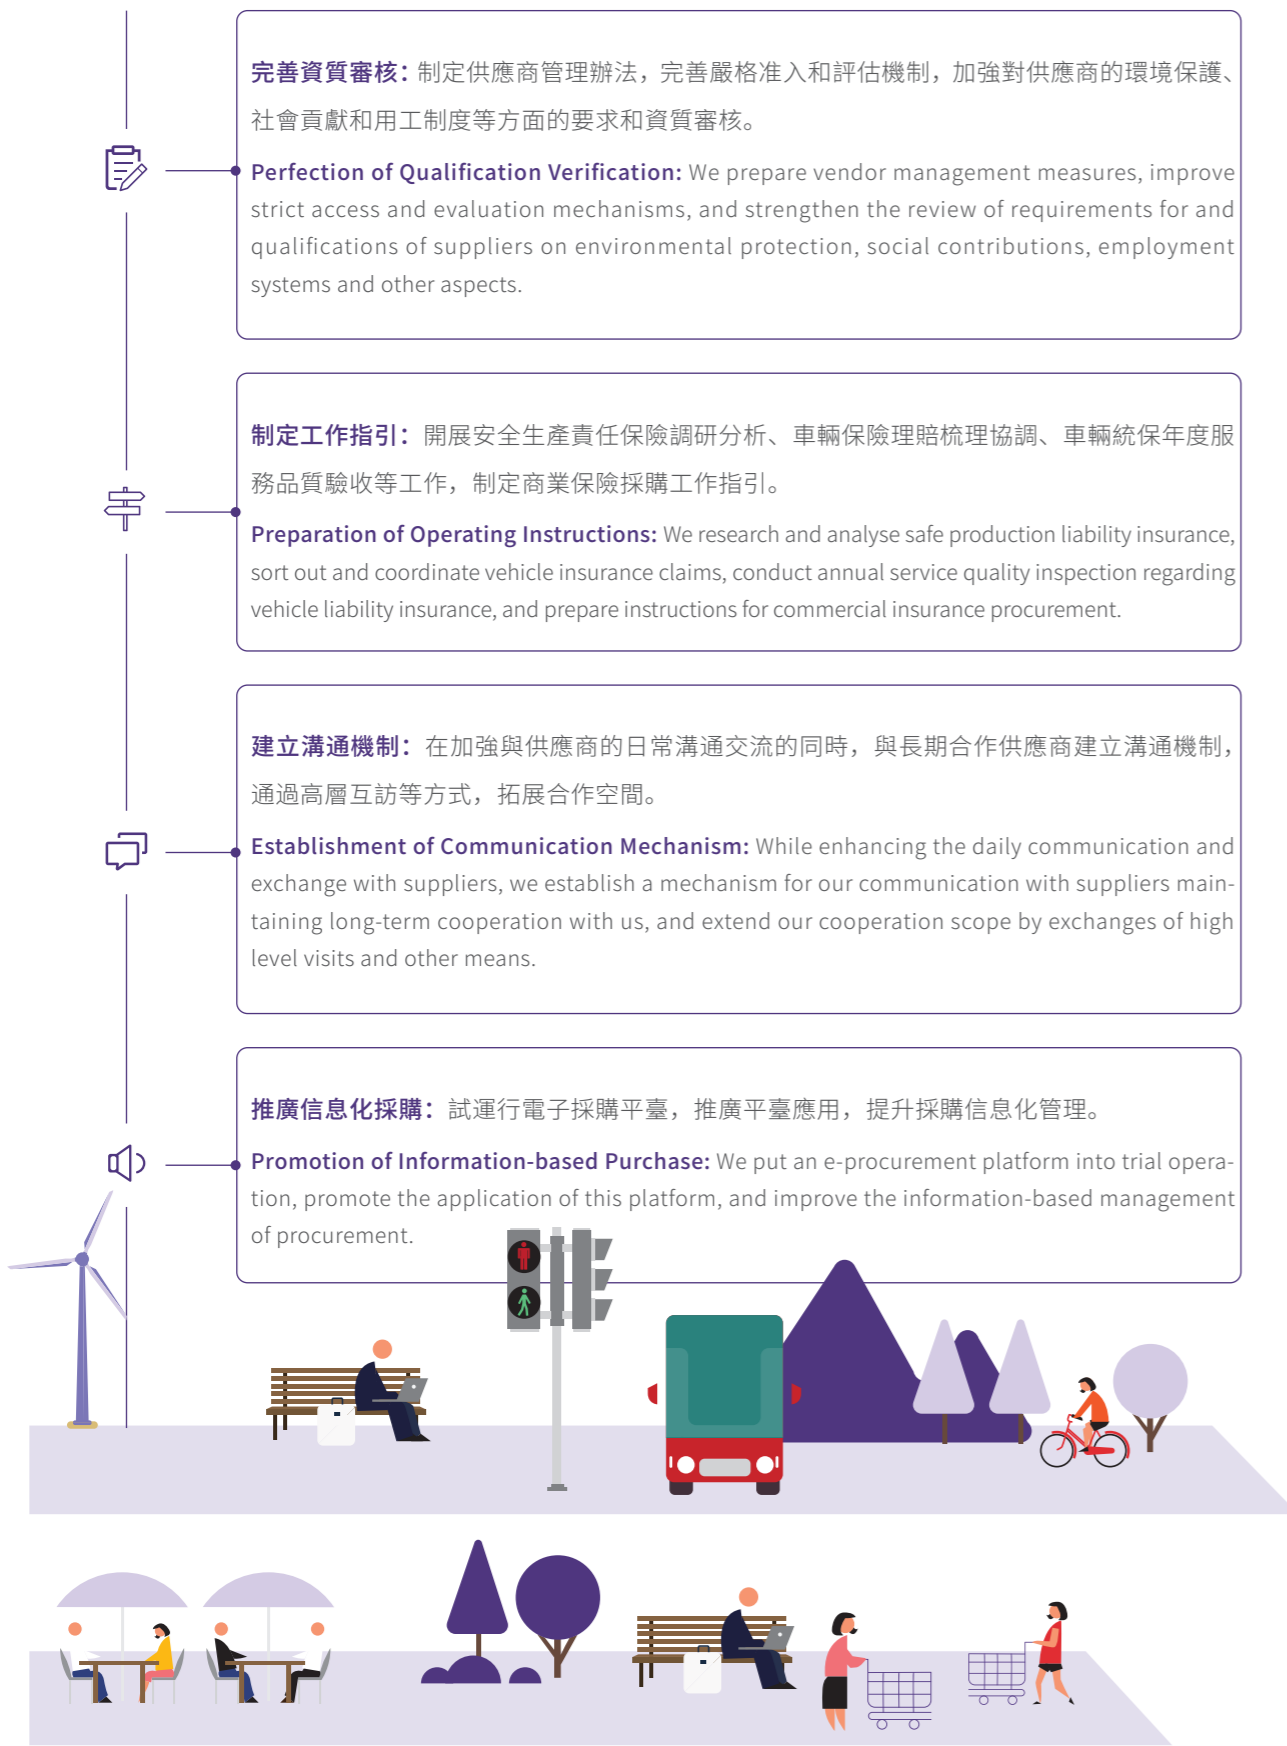 完善資質審核：制定供應商管理辦法，完善嚴格准入和評估機制，加強對供應商的環境保護、
社會貢獻和用工制度等方面的要求和資質審核。
Perfection of Qualification Verification: We prepare vendor management measures, improve
strict access and evaluation mechanisms, and strengthen the review of requirements for and
qualifications of suppliers on environmental protection, social contributions, employment
systems and other aspects.
制定工作指引：開展安全生產責任保險調研分析、車輛保險理賠梳理協調、車輛統保年度服
務品質驗收等工作，制定商業保險採購工作指引。
Preparation of Operating Instructions: We research and analyse safe production liability insurance,
sort out and coordinate vehicle insurance claims, conduct annual service quality inspection regarding
vehicle liability insurance, and prepare instructions for commercial insurance procurement.
建立溝通機制：在加強與供應商的日常溝通交流的同時，與長期合作供應商建立溝通機制，
通過高層互訪等方式，拓展合作空間。
Establishment of Communication Mechanism: While enhancing the daily communication and
exchange with suppliers, we establish a mechanism for our communication with suppliers main-
taining long-term cooperation with us, and extend our cooperation scope by exchanges of high
level visits and other means.
推廣信息化採購：試運行電子採購平臺，推廣平臺應用，提升採購信息化管理。
Promotion of Information-based Purchase: We put an e-procurement platform into trial opera-
tion, promote the application of this platform, and improve the information-based management
of procurement.